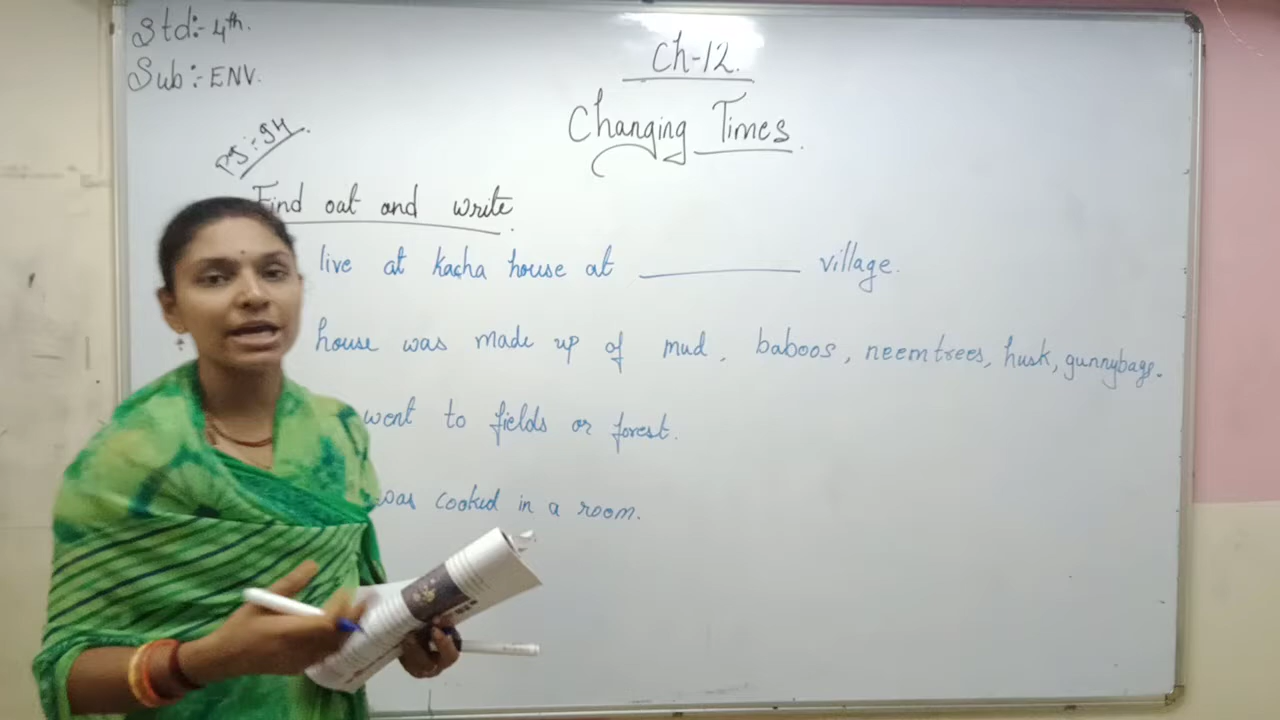 Std:- 4th.
Sub:- ENV.
Ch-12.
Changing Times.
Pg:-94.
Find out and write.
live at kacha house at ____________ village.
house was made up of mud, baboos, neemtrees, husk, gunnybags.
went to fields or forest.
was cooked in a room.